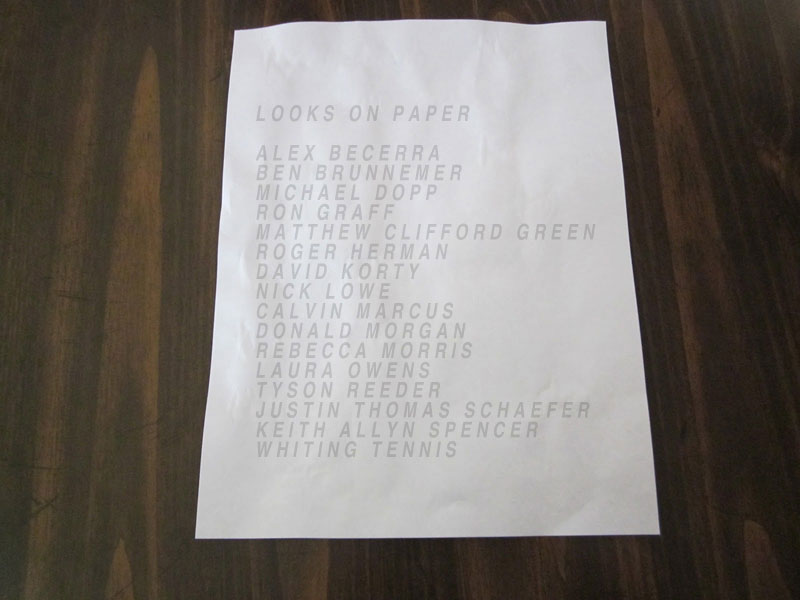 LOOKS ON PAPER
ALEX BECERRA
BEN BRUNNEMER
MICHAEL DOPP
RON GRAFF
MATTHEW CLIFFORD GREEN
ROGER HERMAN
DAVID KORTY
NICK LOWE
CALVIN MARCUS
DONALD MORGAN
REBECCA MORRIS
LAURA OWENS
TYSON REEDER
JUSTIN THOMAS SCHAEFER
KEITH ALLYN SPENCER
WHITING TENNIS